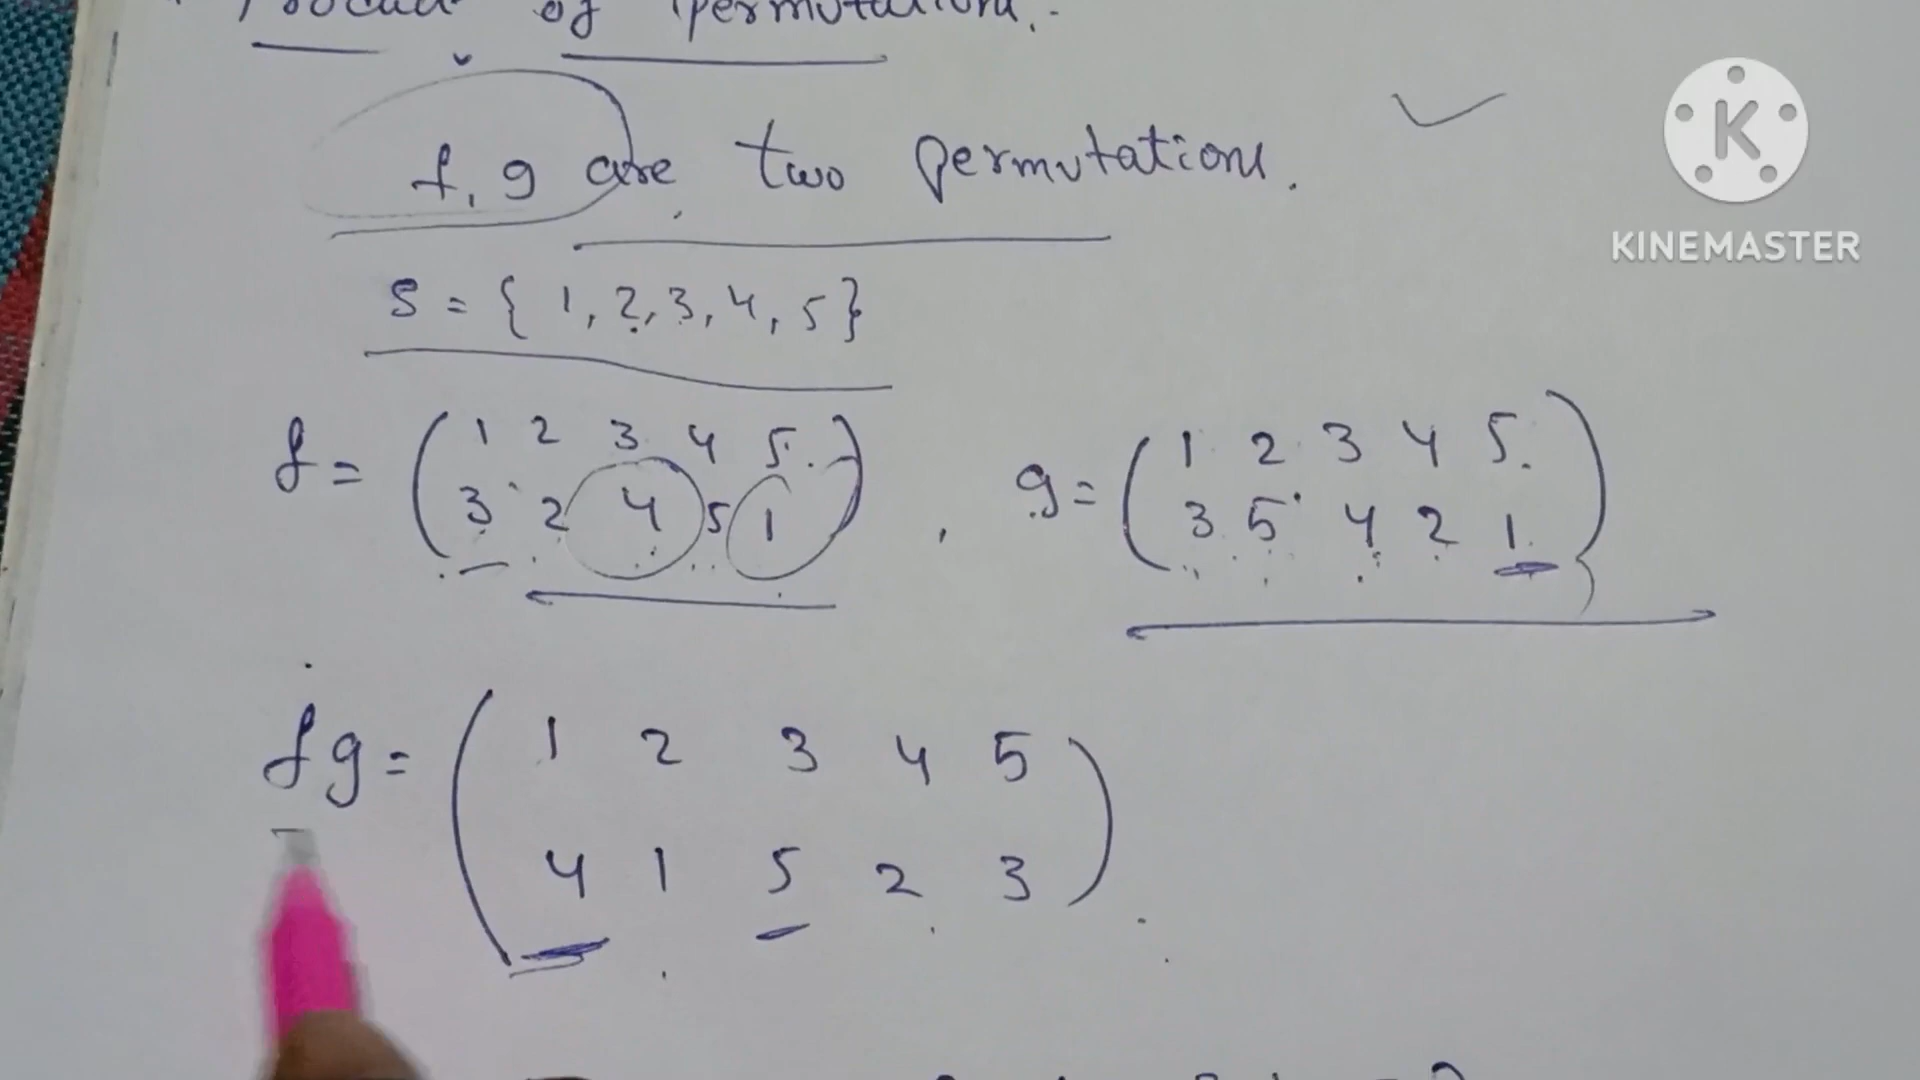 of permutations.
f, g are two permutations.
KINEMASTER
S = { 1, 2, 3, 4, 5 }
f = ( 1 2 3 4 5 , g = ( 1 2 3 4 5
3 2 4 5 1 ) 3 5 4 2 1 )
fg = ( 1 2 3 4 5
4 1 5 2 3 )